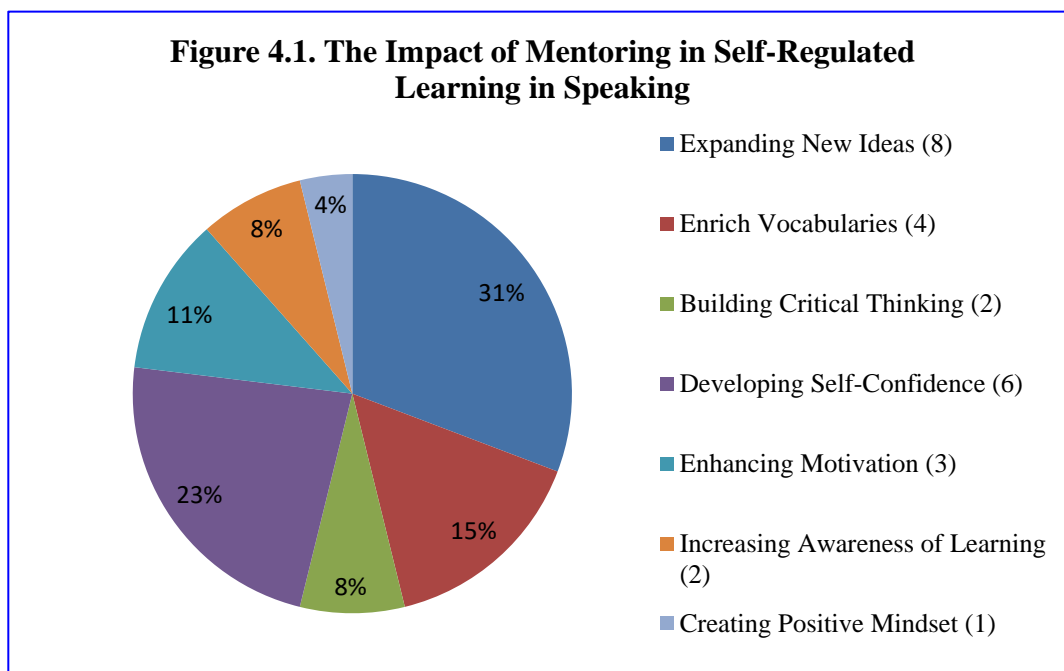 Figure 4.1. The Impact of Mentoring in Self-Regulated
Learning in Speaking
Expanding New Ideas (8)
Enrich Vocabularies (4)
Building Critical Thinking (2)
Developing Self-Confidence (6)
Enhancing Motivation (3)
Increasing Awareness of Learning
(2)
Creating Positive Mindset (1)
31%
15%
8%
23%
11%
8%
4%